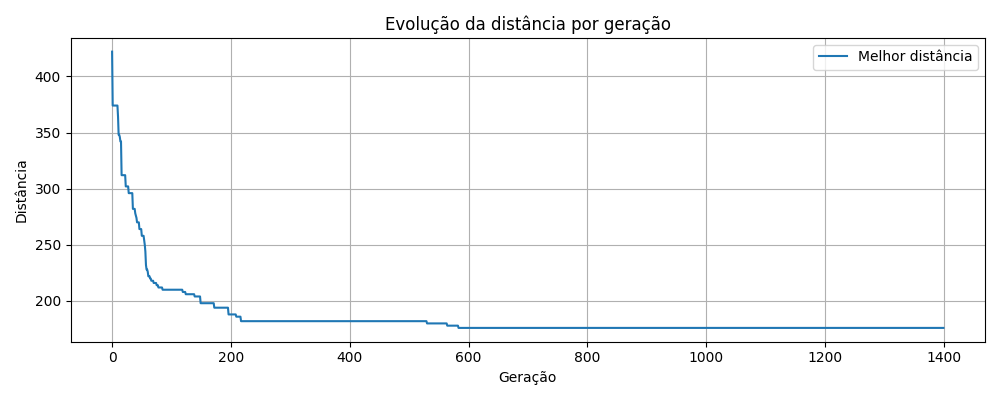 Evolução da distância por geração
Melhor distância
Distância
400
350
300
250
200
0 200 400 600 800 1000 1200 1400
Geração